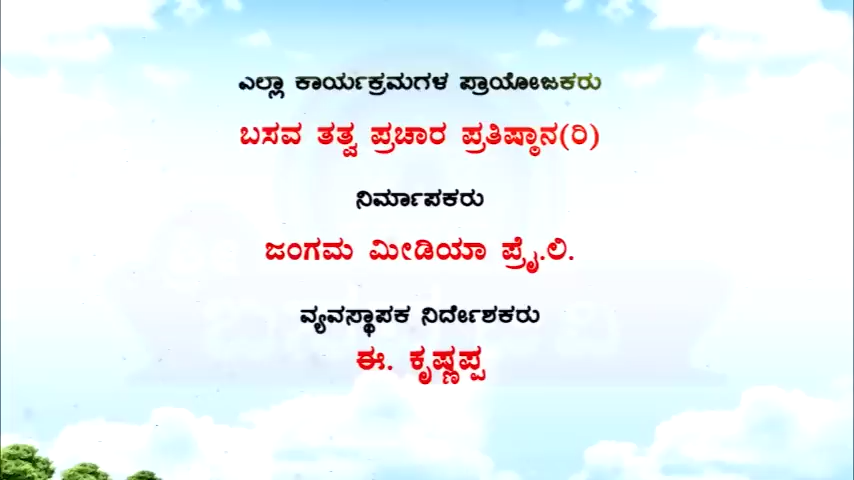 ಎಲ್ಲಾ ಕಾರ್ಯಕ್ರಮಗಳ ಪ್ರಾಯೋಜಕರು
ಬಸವ ತತ್ವ ಪ್ರಚಾರ ಪ್ರತಿಷ್ಠಾನ(ರಿ)
ನಿರ್ಮಾಪಕರು
ಜಂಗಮ ಮೀಡಿಯಾ ಪ್ರೈ.ಲಿ.
ವ್ಯವಸ್ಥಾಪಕ ನಿರ್ದೇಶಕರು
ಈ. ಕೃಷ್ಣಪ್ಪ